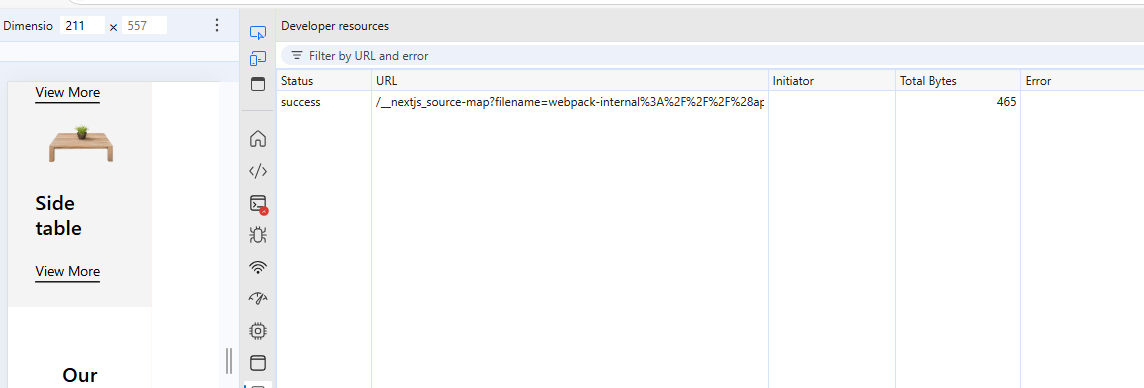 Dimensio 211 × 557
Developer resources
Filter by URL and error
Status URL Initiator Total Bytes Error
success /__nextjs_source-map?filename=webpack-internal%3A%2F%2F%2F%28ap 465
View More
Side
table
View More
Our